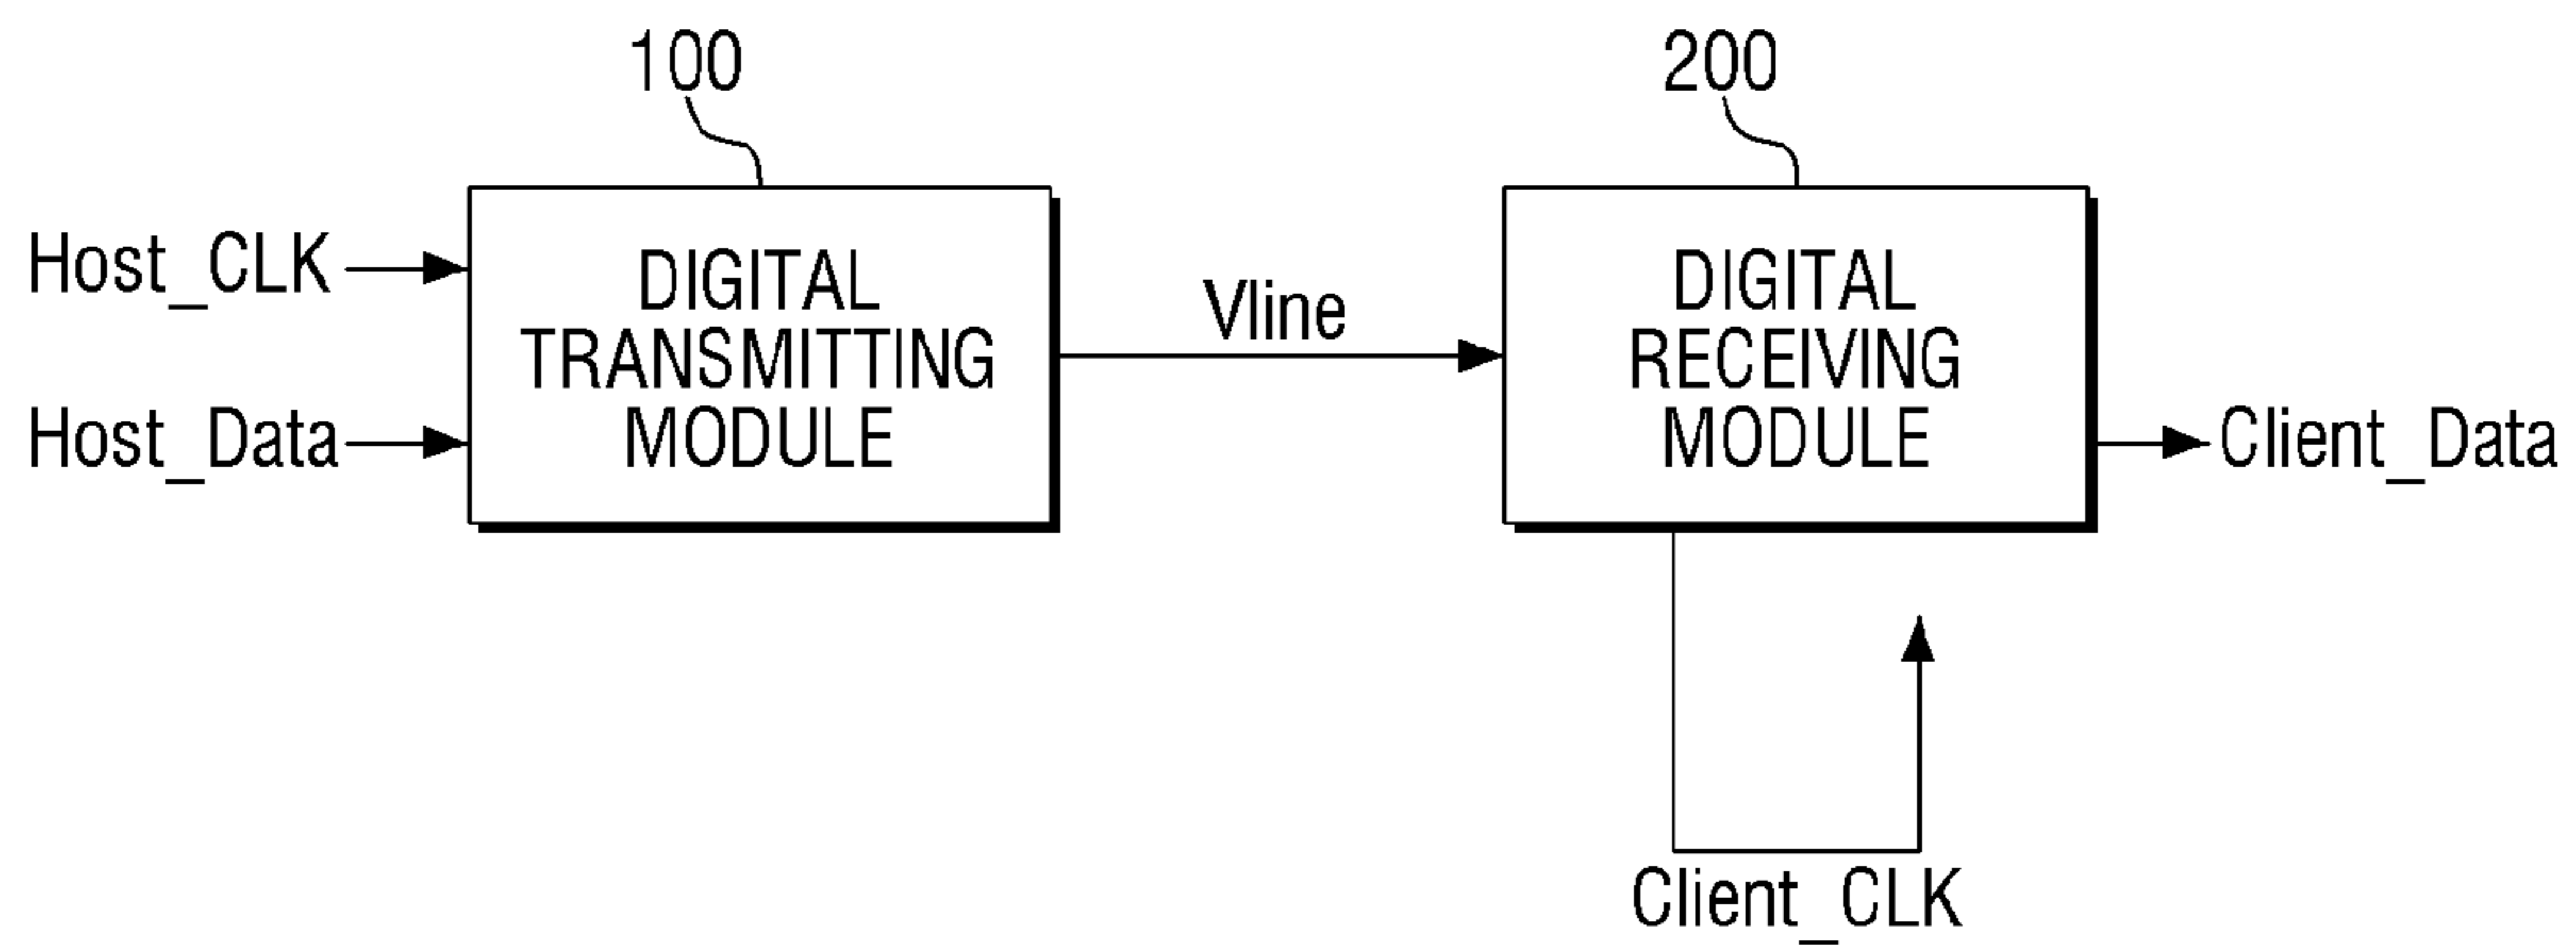 100
200
Host_CLK
Host_Data
DIGITAL
TRANSMITTING
MODULE
Vline
DIGITAL
RECEIVING
MODULE
Client_Data
Client_CLK